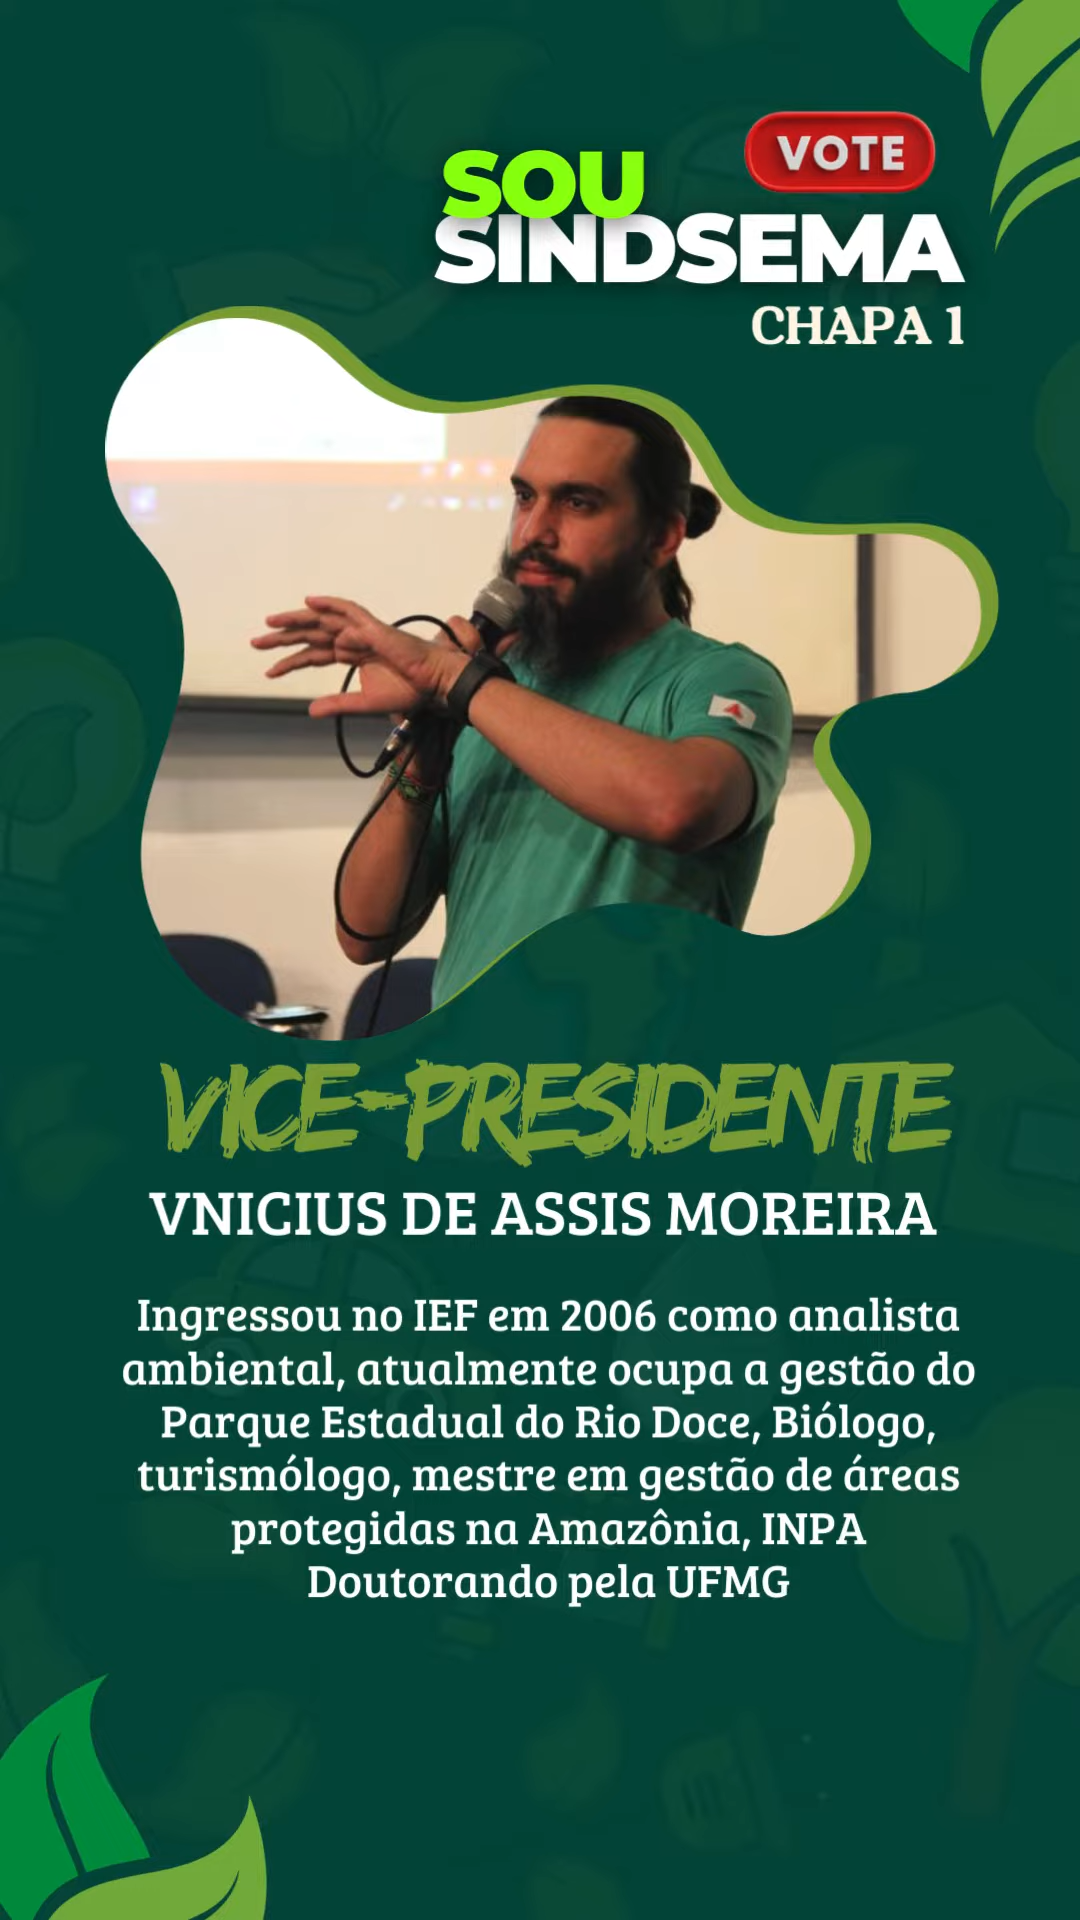 VOTE
SOU
SINDSEMA
CHAPA 1
VICE-PRESIDENTE
VNICIUS DE ASSIS MOREIRA
Ingressou no IEF em 2006 como analista
ambiental, atualmente ocupa a gestão do
Parque Estadual do Rio Doce, Biólogo,
turismólogo, mestre em gestão de áreas
protegidas na Amazônia, INPA
Doutorando pela UFMG